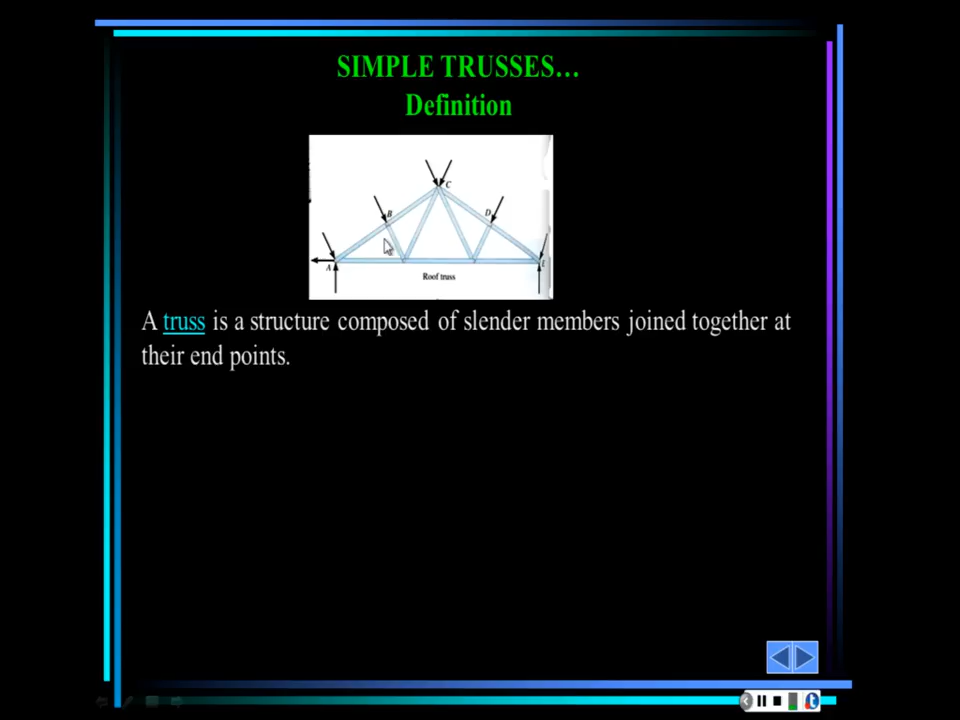 SIMPLE TRUSSES…
Definition
C
B
D
A
E
Roof truss
A truss is a structure composed of slender members joined together at
their end points.